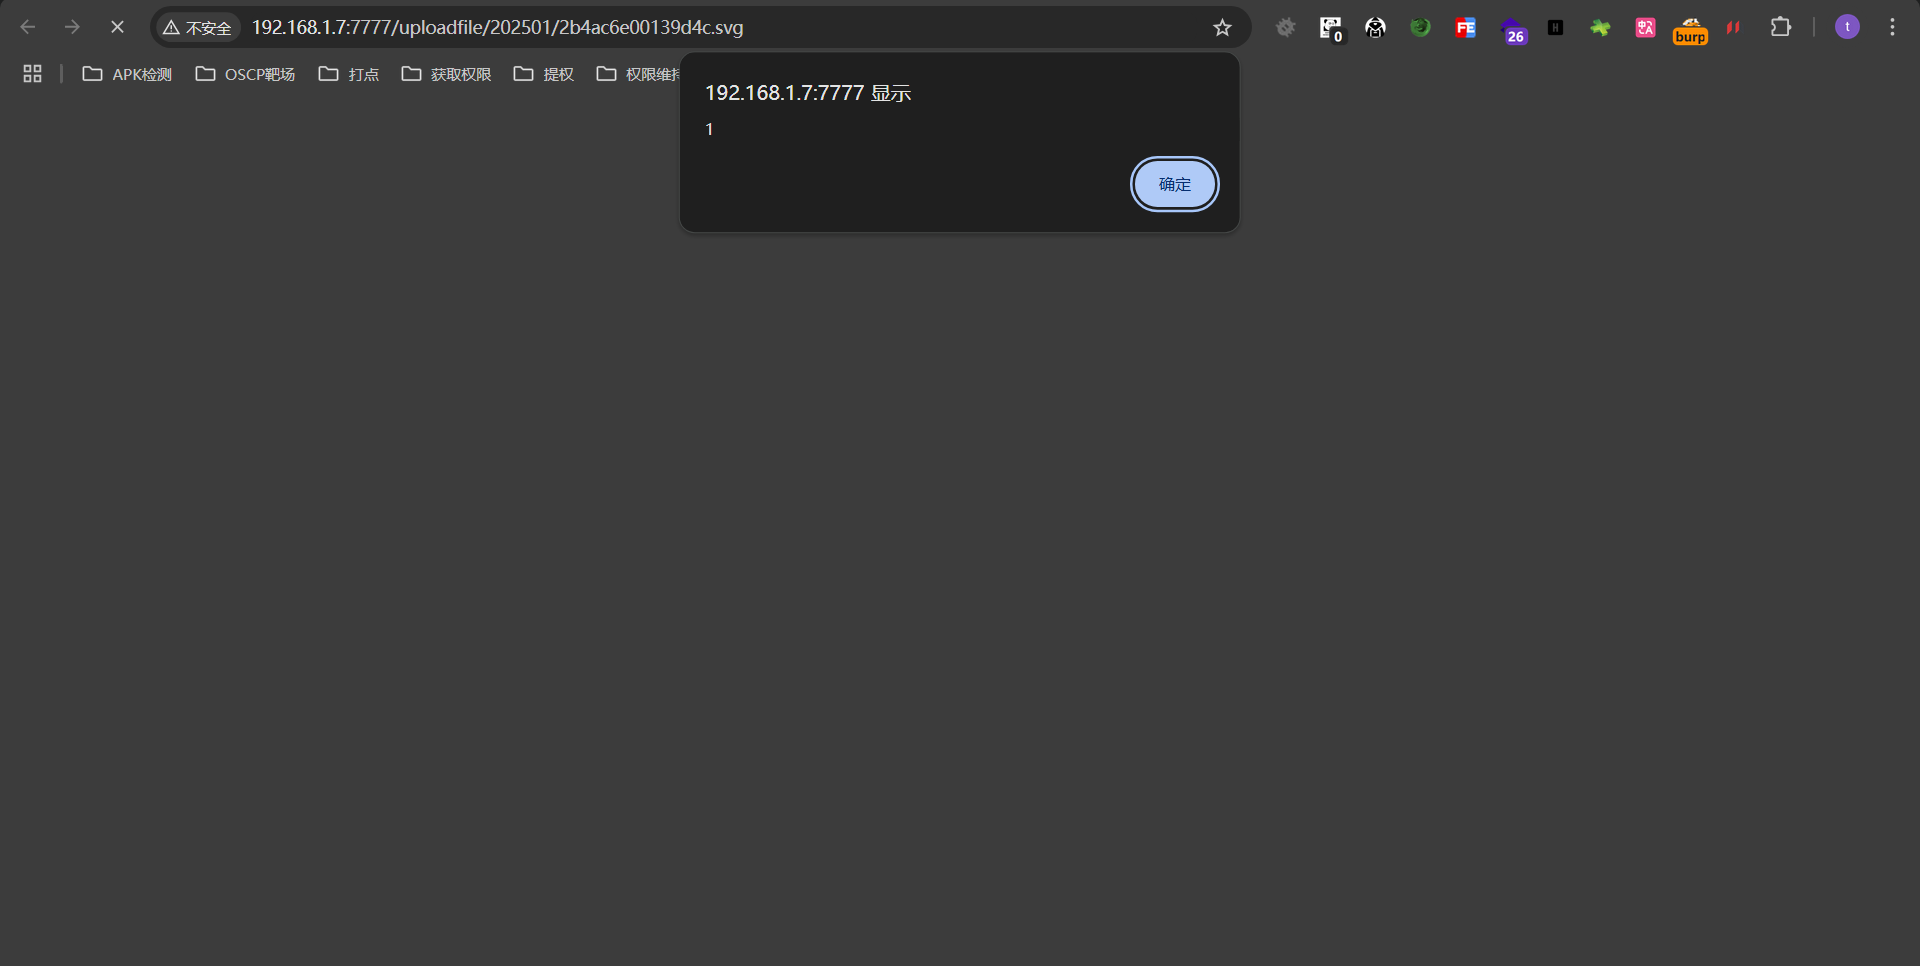 不安全 192.168.1.7:7777/uploadfile/202501/2b4ac6e00139d4c.svg
0 FE 26 H 中 A burp t
APK检测 OSCP靶场 打点 获取权限 提权 权限维持
192.168.1.7:7777 显示
1
确定